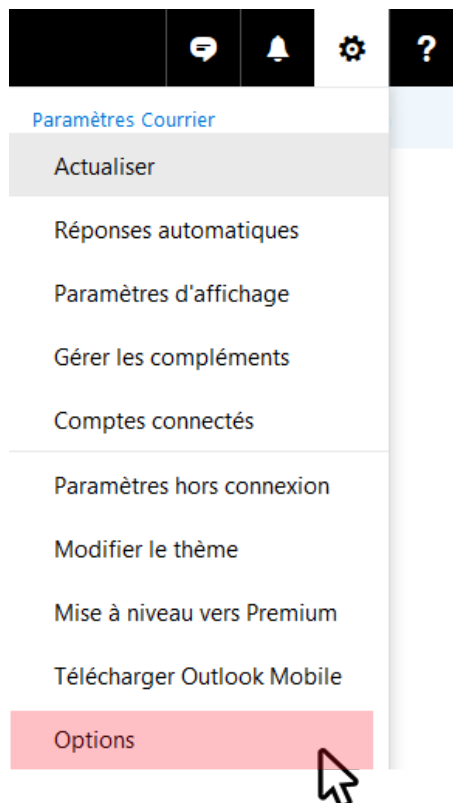 ?
Paramètres Courrier
Actualiser
Réponses automatiques
Paramètres d'affichage
Gérer les compléments
Comptes connectés
Paramètres hors connexion
Modifier le thème
Mise à niveau vers Premium
Télécharger Outlook Mobile
Options